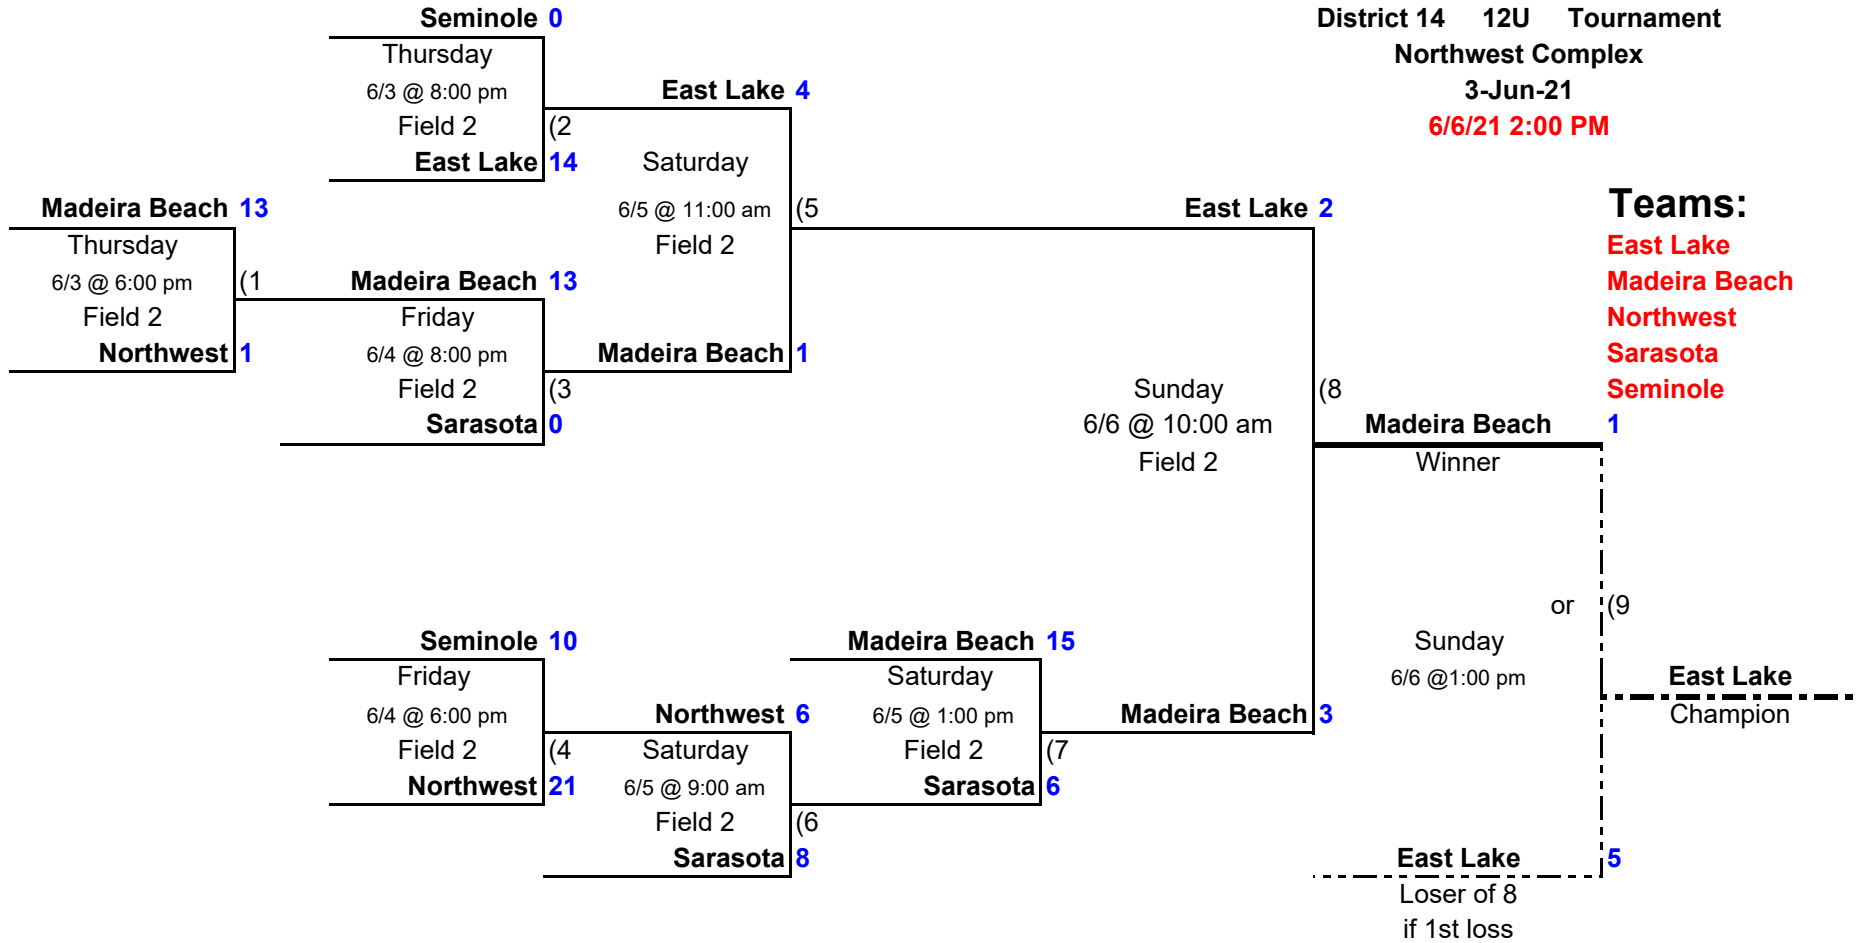 District 14 12U Tournament
Northwest Complex
3-Jun-21
6/6/21 2:00 PM
Teams:
East Lake
Madeira Beach
Northwest
Sarasota
Seminole
Seminole 0
Thursday
6/3 @ 8:00 pm
Field 2 (2
East Lake 14
Madeira Beach 13
Thursday
6/3 @ 6:00 pm (1
Field 2
Northwest 1
Madeira Beach 13
Friday
6/4 @ 8:00 pm
Field 2 (3
Sarasota 0
East Lake 4
Saturday
6/5 @ 11:00 am (5
Field 2
Madeira Beach 1
East Lake 2
Sunday (8
6/6 @ 10:00 am
Field 2
Madeira Beach 3
Seminole 10
Friday
6/4 @ 6:00 pm
Field 2 (4
Northwest 21
Northwest 6
Saturday
6/5 @ 9:00 am
Field 2 (6
Sarasota 8
Madeira Beach 15
Saturday
6/5 @ 1:00 pm
Field 2 (7
Sarasota 6
Madeira Beach 1
Winner
or (9
Sunday
6/6 @1:00 pm
East Lake 5
Loser of 8
if 1st loss
East Lake
Champion